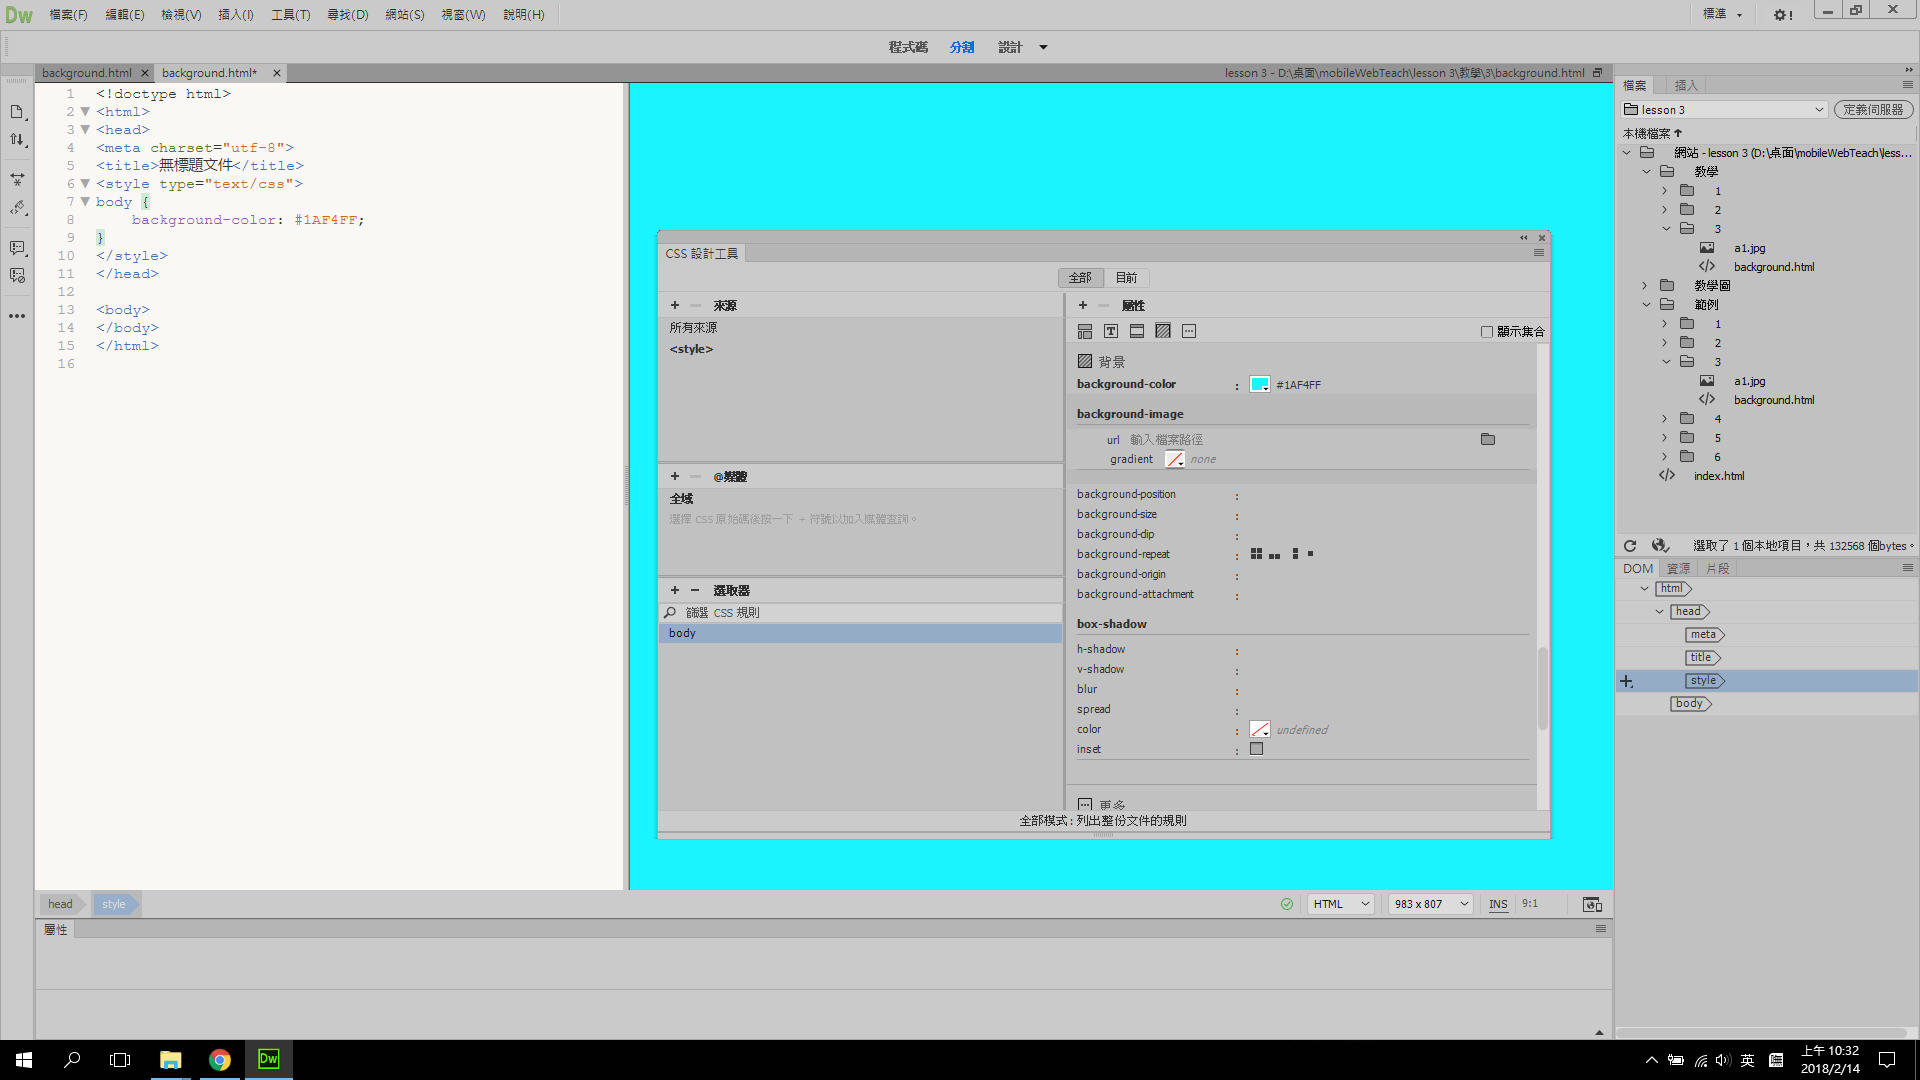 Dw 檔案(F) 編輯(E) 檢視(V) 插入(I) 工具(T) 尋找(D) 網站(S) 視窗(W) 說明(H) 標準
程式碼 分割 設計
background.html background.html* lesson 3 - D:\桌面\mobileWebTeach\lesson 3\教學\3\background.html
1 <!doctype html>
2 <html>
3 <head>
4 <meta charset="utf-8">
5 <title>無標題文件</title>
6 <style type="text/css">
7 body {
8 background-color: #1AF4FF;
9 }
10 </style>
11 </head>
12
13 <body>
14 </body>
15 </html>
16
CSS 設計工具
全部 目前
來源
所有來源
<style>
@媒體
全域
選擇 CSS 原始碼後按一下 + 符號以加入媒體查詢。
選取器
篩選 CSS 規則
body
屬性
顯示集合
背景
background-color : #1AF4FF
background-image
url 輸入檔案路徑
gradient none
background-position :
background-size :
background-clip :
background-repeat :
background-origin :
background-attachment :
box-shadow
h-shadow :
v-shadow :
blur :
spread :
color : undefined
inset :
更多
全部模式 : 列出整份文件的規則
檔案 插入
lesson 3 定義伺服器
本機檔案
網站 - lesson 3 (D:\桌面\mobileWebTeach\less...
教學
1
2
3
a1.jpg
background.html
教學圖
範例
1
2
3
a1.jpg
background.html
4
5
6
index.html
選取了 1 個本地項目，共 132568 個bytes。
DOM 資源 片段
html
head
meta
title
style
body
head style HTML 983 x 807 INS 9:1
屬性
Dw 英 上午 10:32
2018/2/14